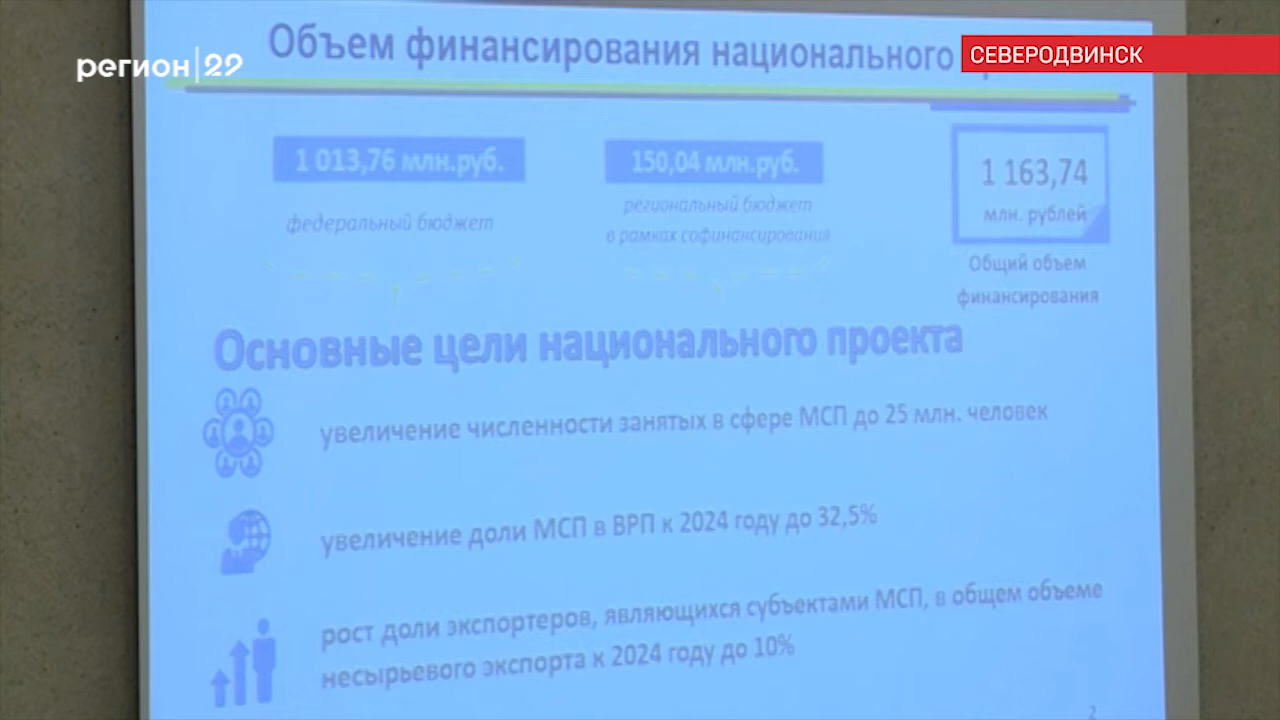 регион|29
Объем финансирования национального
СЕВЕРОДВИНСК
1 013,76 млн.руб.
150,04 млн.руб.
1 163,74
млн. рублей
федеральный бюджет
региональный бюджет
в рамках софинансирования
Общий объем
финансирования
Основные цели национального проекта
увеличение численности занятых в сфере МСП до 25 млн. человек
увеличение доли МСП в ВРП к 2024 году до 32,5%
рост доли экспортеров, являющихся субъектами МСП, в общем объеме
несырьевого экспорта к 2024 году до 10%
2